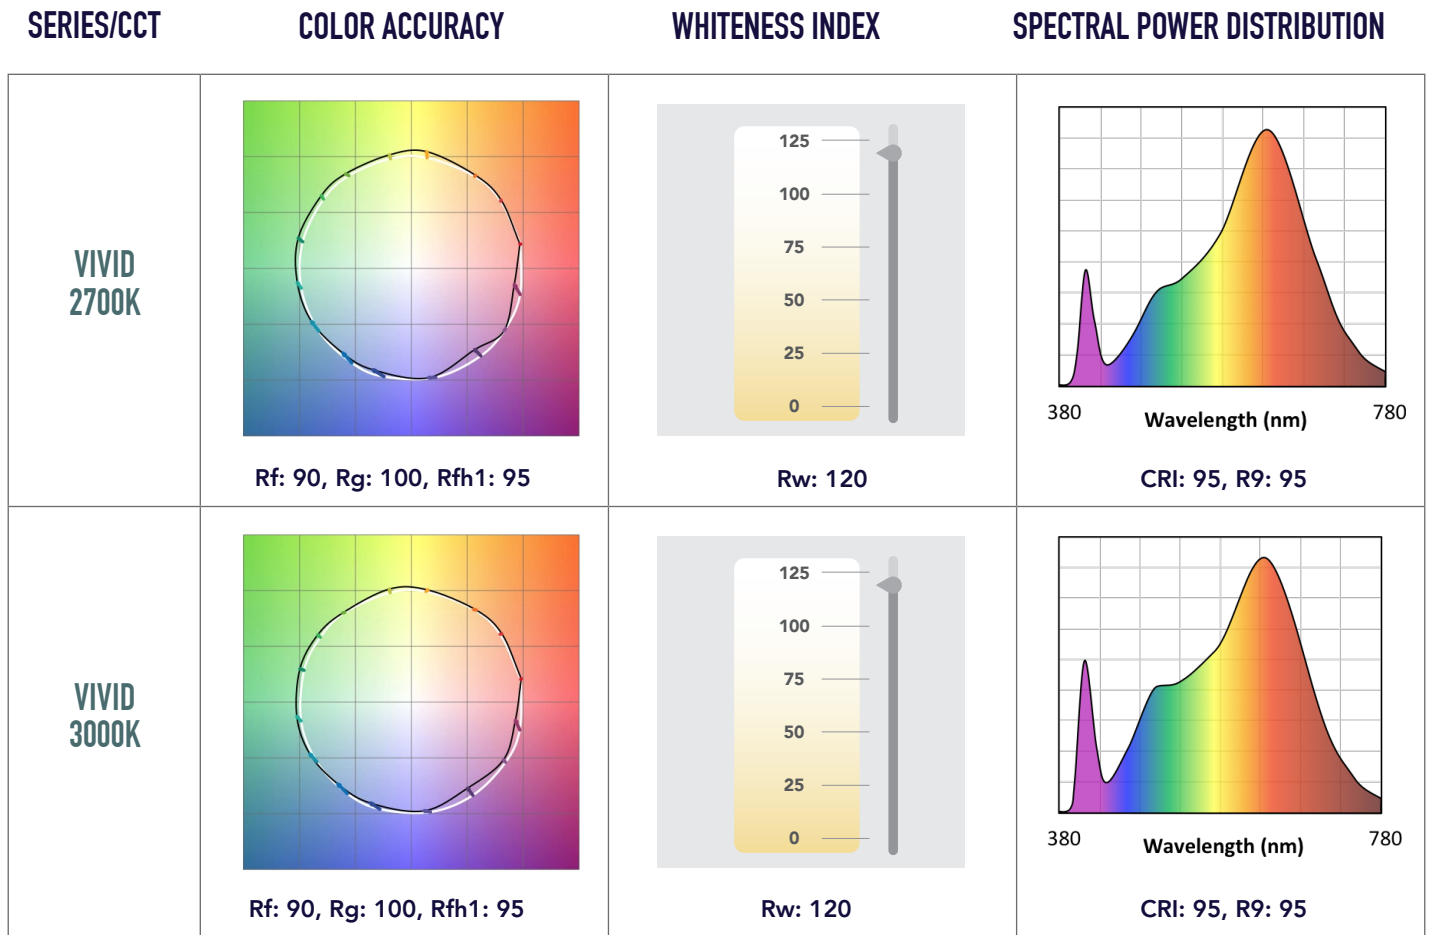 SERIES/CCT
COLOR ACCURACY
WHITENESS INDEX
SPECTRAL POWER DISTRIBUTION
VIVID
2700K
Rf: 90, Rg: 100, Rfh1: 95
125
100
75
50
25
0
Rw: 120
380
780
Wavelength (nm)
CRI: 95, R9: 95
VIVID
3000K
Rf: 90, Rg: 100, Rfh1: 95
125
100
75
50
25
0
Rw: 120
380
780
Wavelength (nm)
CRI: 95, R9: 95